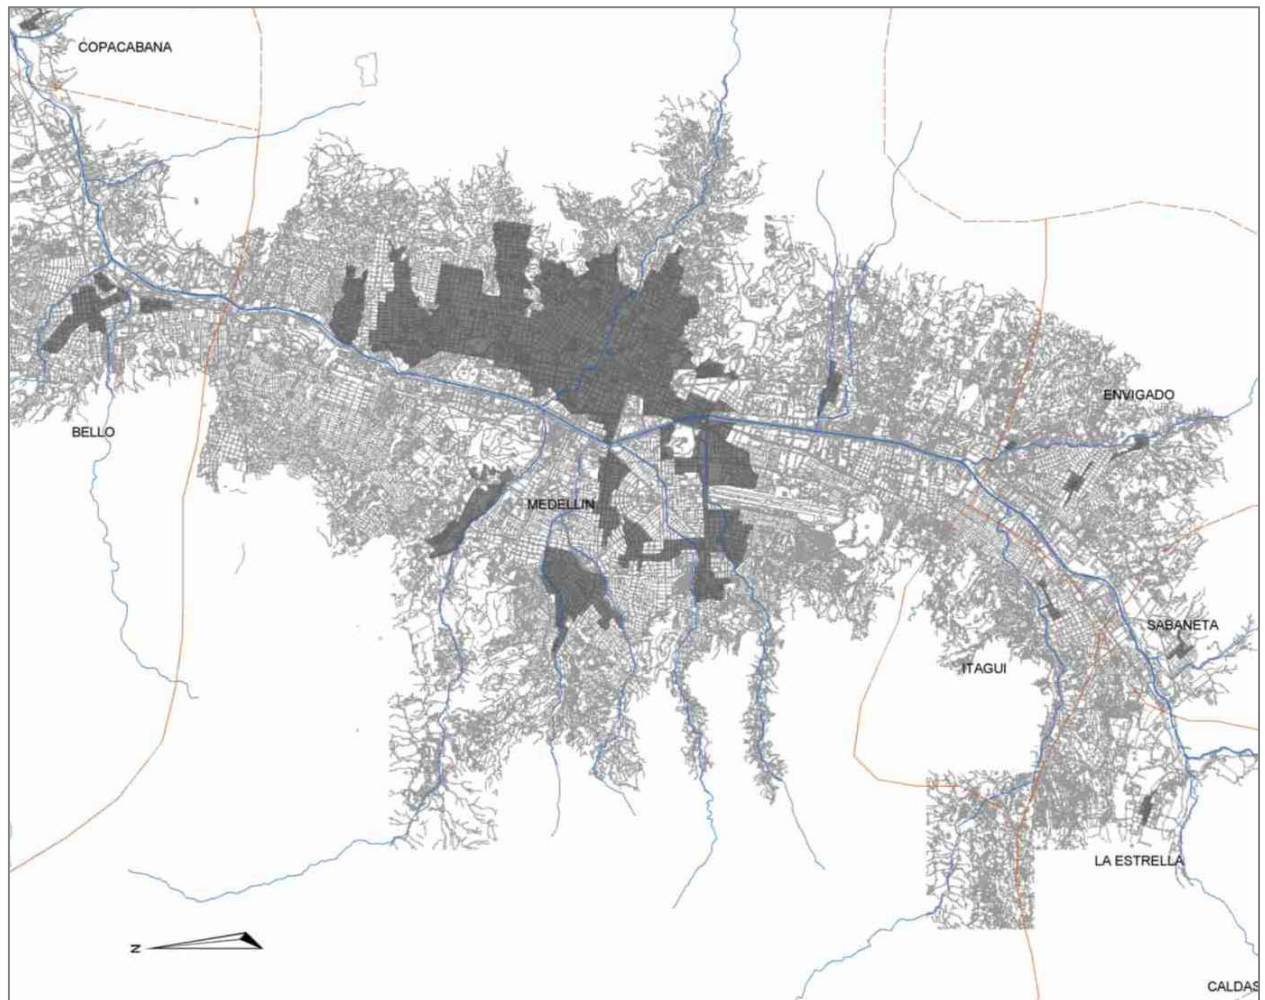 COPACABANA
ENVIGADO
BELLO
MEDELLIN
SABANETA
ITAGUI
LA ESTRELLA
N
CALDAS